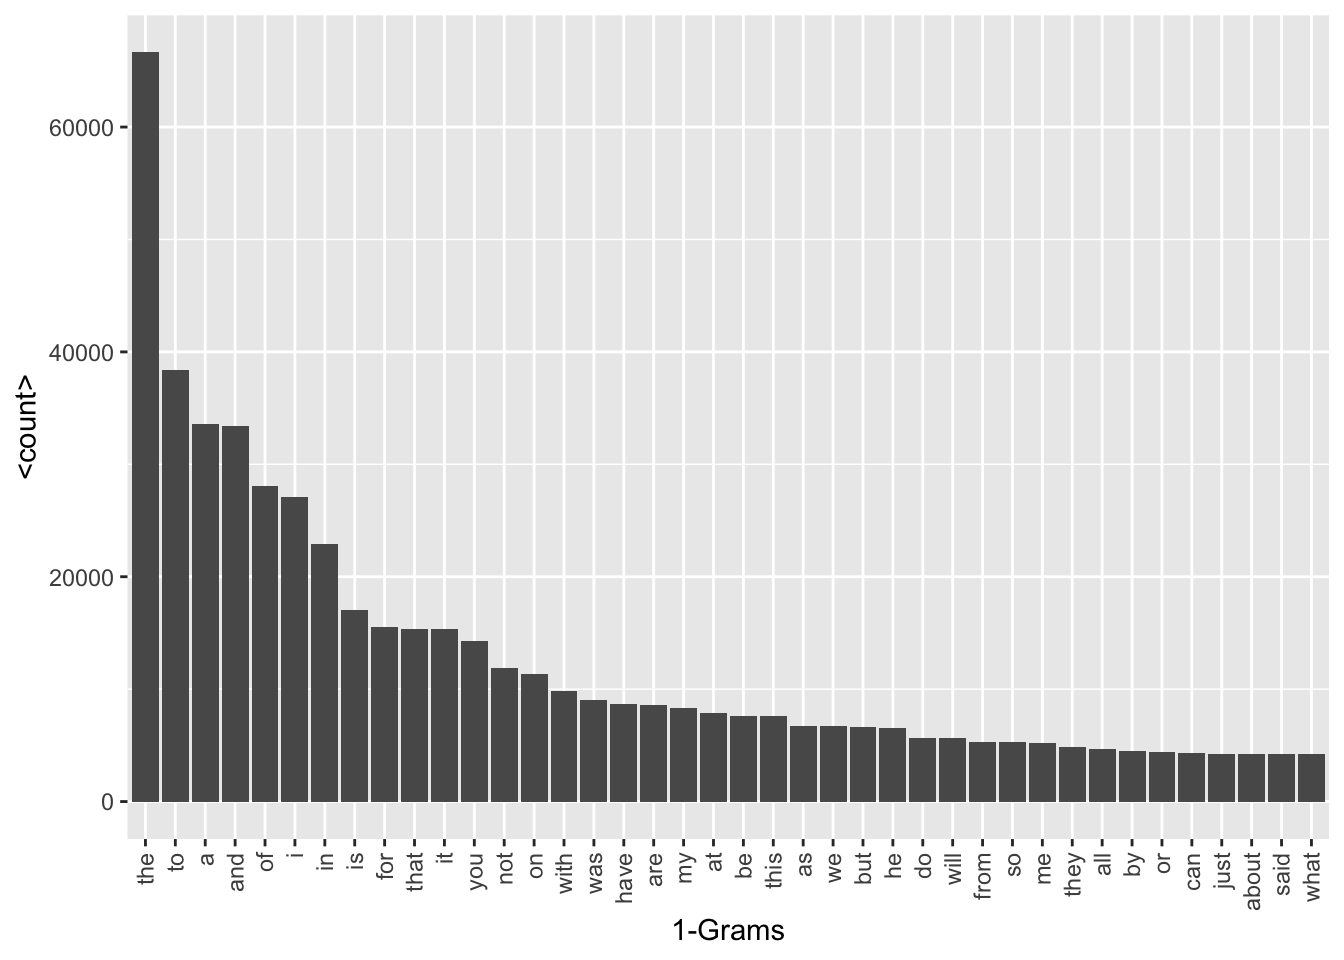 60000
40000
20000
0
<count>
the to a and of i in is for that it you not on with was have are my at be this as we but he do will from so me they all by or can just about said what
1-Grams